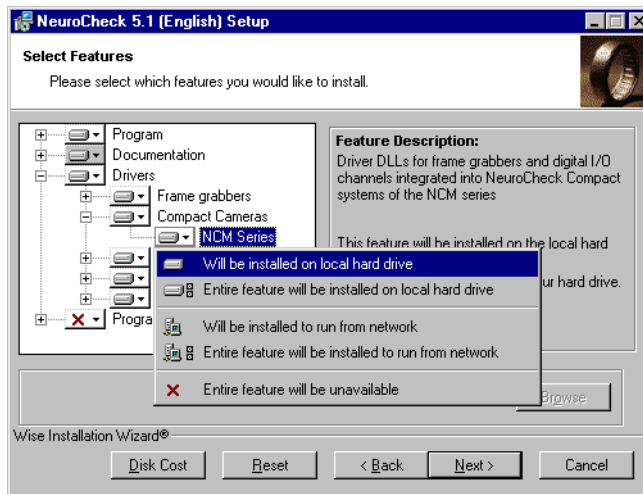 NeuroCheck 5.1 (English) Setup
Select Features
Please select which features you would like to install.
Program
Documentation
Drivers
Frame grabbers
Compact Cameras
NCM Series
Progra
Feature Description:
Driver DLLs for frame grabbers and digital I/O
channels integrated into NeuroCheck Compact
systems of the NCM series
This feature will be installed on the local hard
ur hard drive.
Will be installed on local hard drive
Entire feature will be installed on local hard drive
Will be installed to run from network
Entire feature will be installed to run from network
Entire feature will be unavailable
Browse
Wise Installation Wizard®
Disk Cost
Reset
< Back
Next >
Cancel